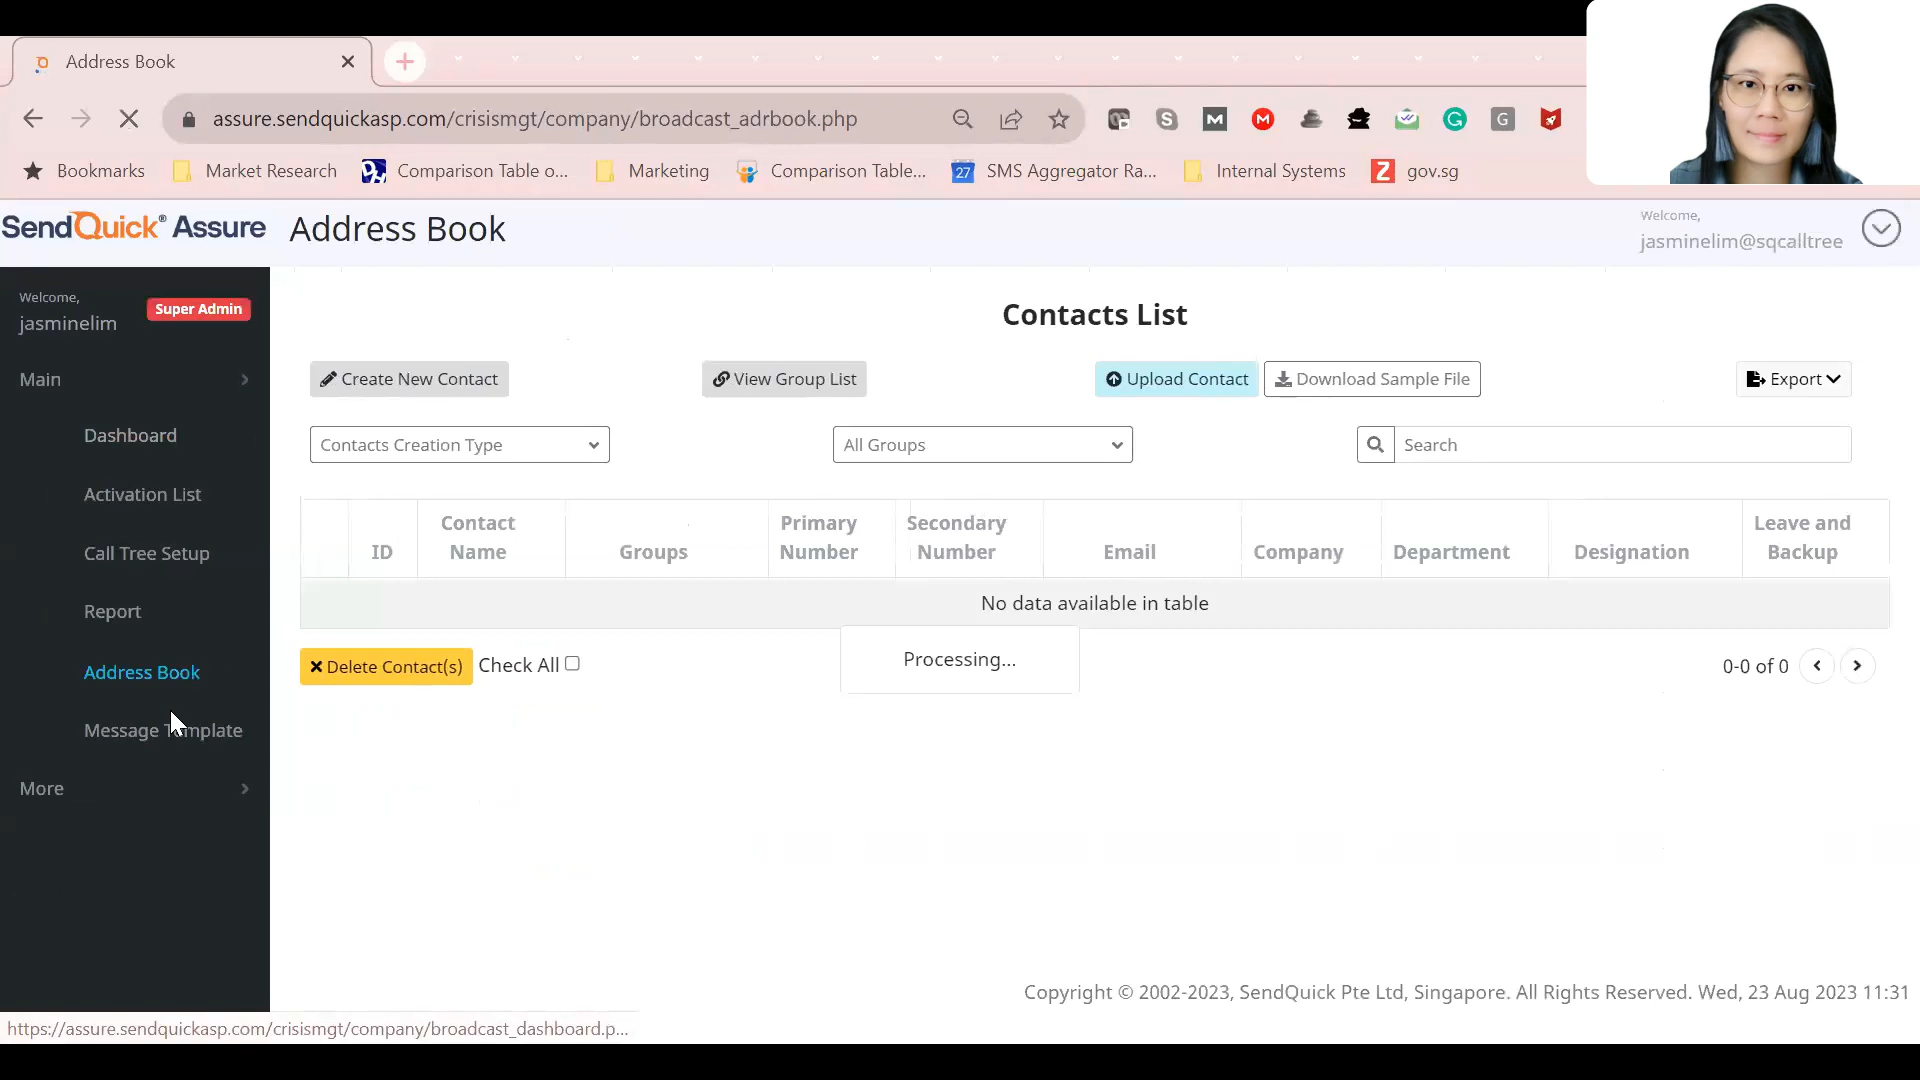 Address Book
assure.sendquickasp.com/crisismgt/company/broadcast_adrbook.php
Bookmarks Market Research Comparison Table o... Marketing Comparison Table... SMS Aggregator Ra... Internal Systems gov.sg
SendQuick® Assure
Address Book
Welcome,
jasminelim@sqcalltree
Welcome,
jasminelim
Super Admin
Main
Dashboard
Activation List
Call Tree Setup
Report
Address Book
Message Template
More
Contacts List
Create New Contact View Group List Upload Contact Download Sample File Export
Contacts Creation Type All Groups Search
ID Contact Name Groups Primary Number Secondary Number Email Company Department Designation Leave and Backup
No data available in table
Processing...
Delete Contact(s) Check All 0-0 of 0
Copyright © 2002-2023, SendQuick Pte Ltd, Singapore. All Rights Reserved. Wed, 23 Aug 2023 11:31
https://assure.sendquickasp.com/crisismgt/company/broadcast_dashboard.p...